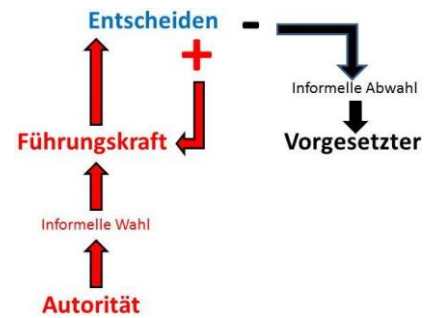 Entscheiden -
+
Informelle Abwahl
Führungskraft
Vorgesetzter
Informelle Wahl
Autorität